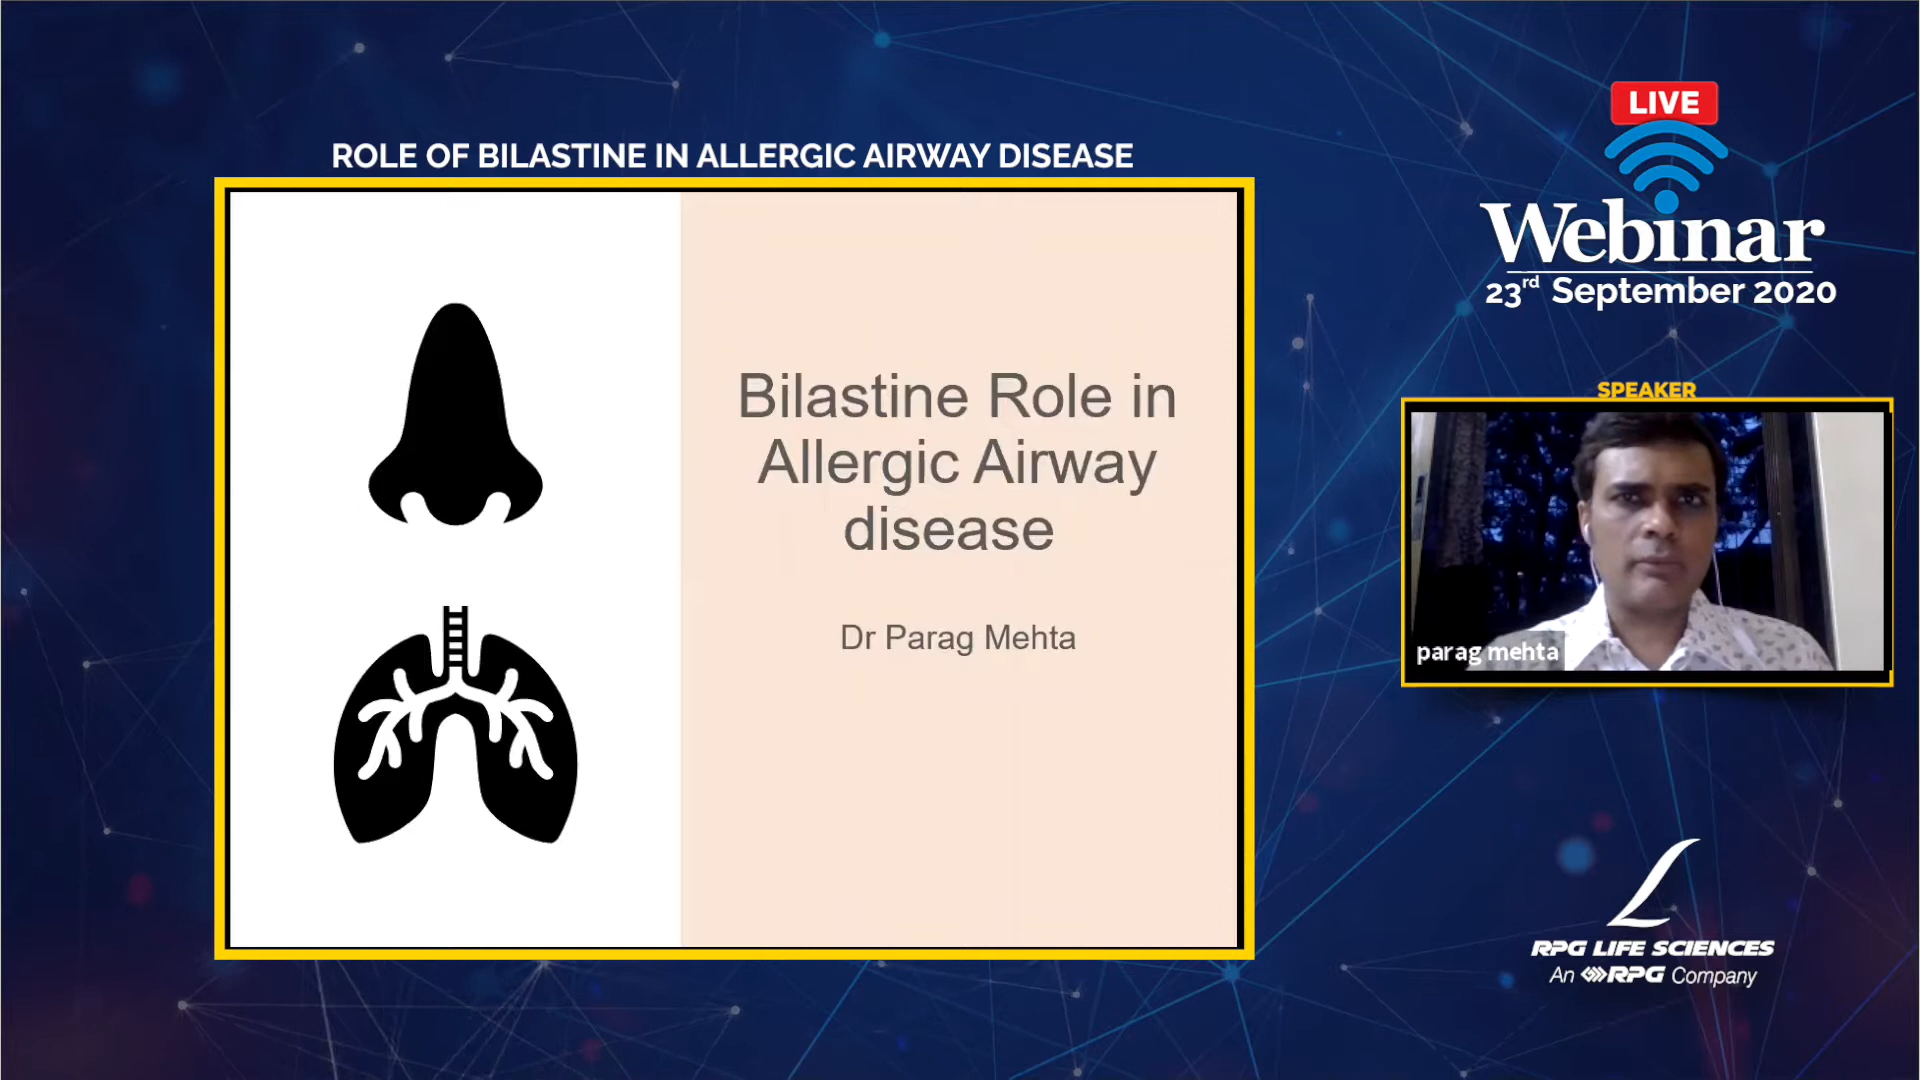 ROLE OF BILASTINE IN ALLERGIC AIRWAY DISEASE
Bilastine Role in
Allergic Airway
disease
Dr Parag Mehta
LIVE
Webinar
23rd September 2020
SPEAKER
parag mehta
RPG LIFE SCIENCES
An RPG Company